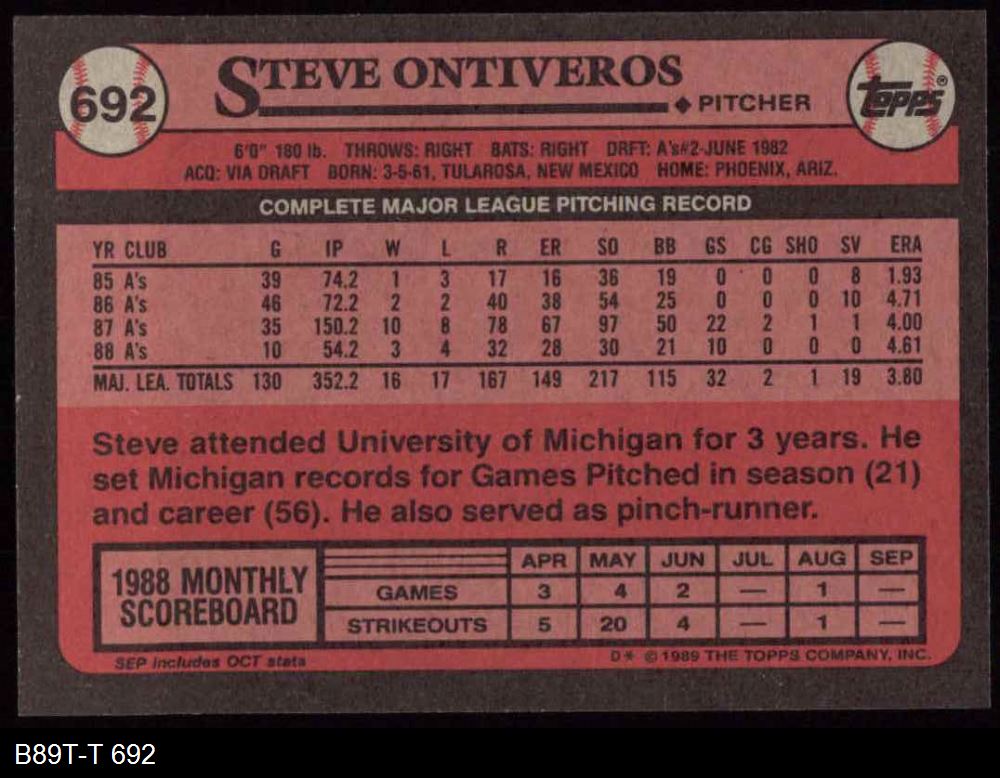 692
STEVE ONTIVEROS
◆ PITCHER
topps®
6'0" 180 lb. THROWS: RIGHT BATS: RIGHT DRFT: A's#2-JUNE 1982
ACQ: VIA DRAFT BORN: 3-5-61, TULAROSA, NEW MEXICO HOME: PHOENIX, ARIZ.
COMPLETE MAJOR LEAGUE PITCHING RECORD
YR CLUB G IP W L R ER SO BB GS CG SHO SV ERA
85 A's 39 74.2 1 3 17 16 36 19 0 0 0 8 1.93
86 A's 46 72.2 2 2 40 38 54 25 0 0 0 10 4.71
87 A's 35 150.2 10 8 78 67 97 50 22 2 1 1 4.00
88 A's 10 54.2 3 4 32 28 30 21 10 0 0 0 4.61
MAJ. LEA. TOTALS 130 352.2 16 17 167 149 217 115 32 2 1 19 3.80
Steve attended University of Michigan for 3 years. He
set Michigan records for Games Pitched in season (21)
and career (56). He also served as pinch-runner.
1988 MONTHLY
SCOREBOARD
APR MAY JUN JUL AUG SEP
GAMES 3 4 2 — 1 —
STRIKEOUTS 5 20 4 — 1 —
SEP includes OCT stats
D* © 1989 THE TOPPS COMPANY, INC.
B89T-T 692